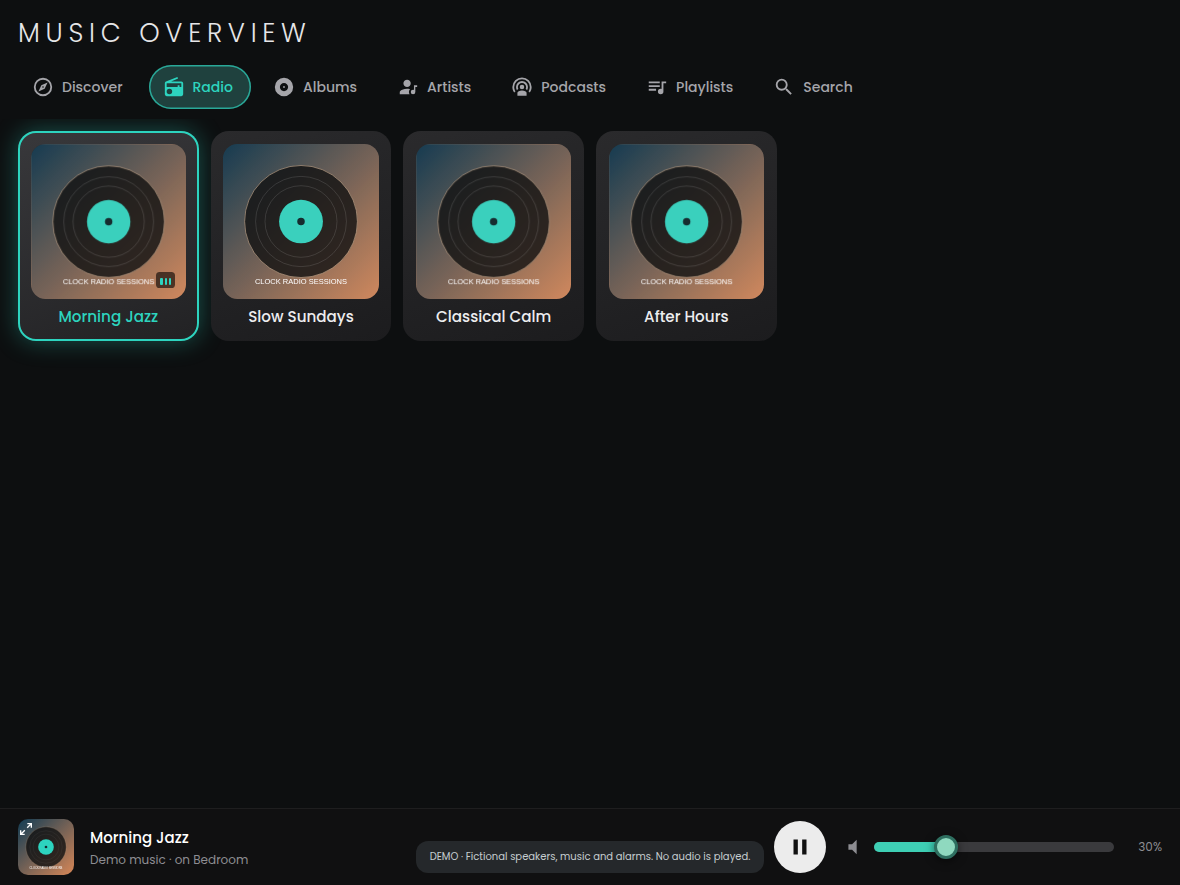 MUSIC OVERVIEW
Discover
Radio
Albums
Artists
Podcasts
Playlists
Search
CLOCK RADIO SESSIONS
CLOCK RADIO SESSIONS
CLOCK RADIO SESSIONS
CLOCK RADIO SESSIONS
Morning Jazz
Slow Sundays
Classical Calm
After Hours
Morning Jazz
Demo music · on Bedroom
DEMO · Fictional speakers, music and alarms. No audio is played.
30%